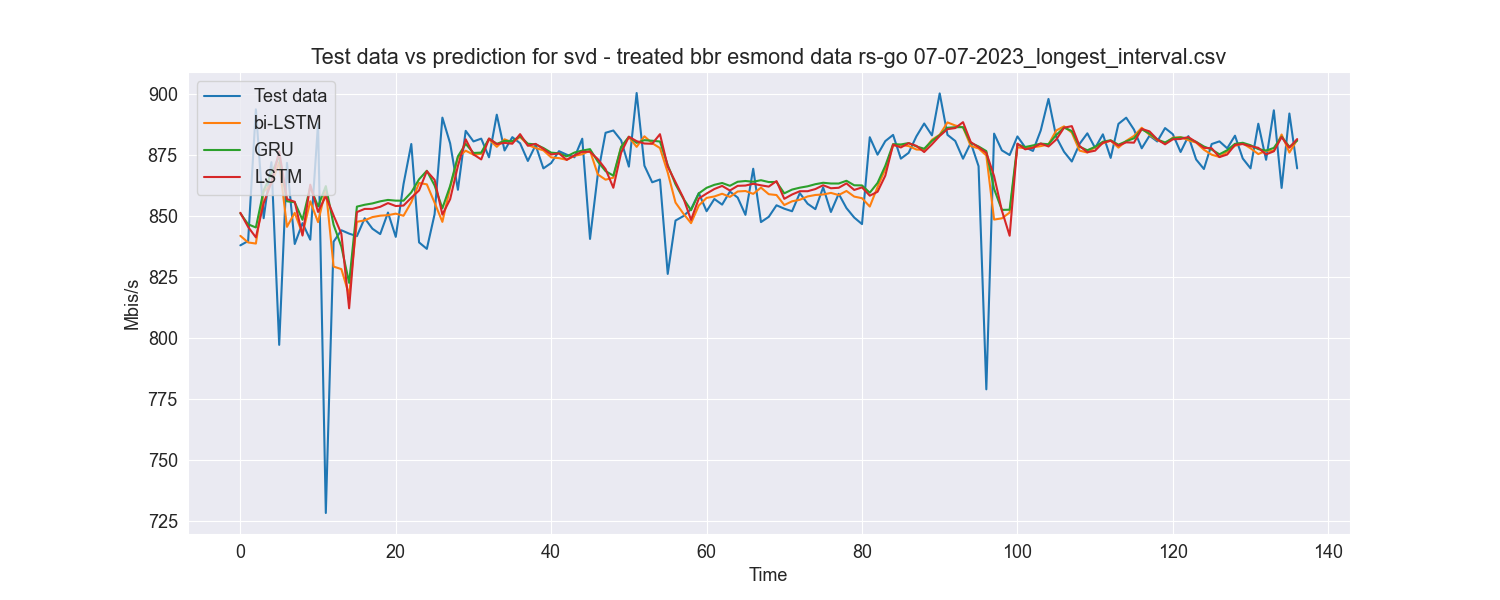 Test data vs prediction for svd - treated bbr esmond data rs-go 07-07-2023_longest_interval.csv
Test data
bi-LSTM
GRU
LSTM
900
875
850
825
800
775
750
725
Mbis/s
0 20 40 60 80 100 120 140
Time